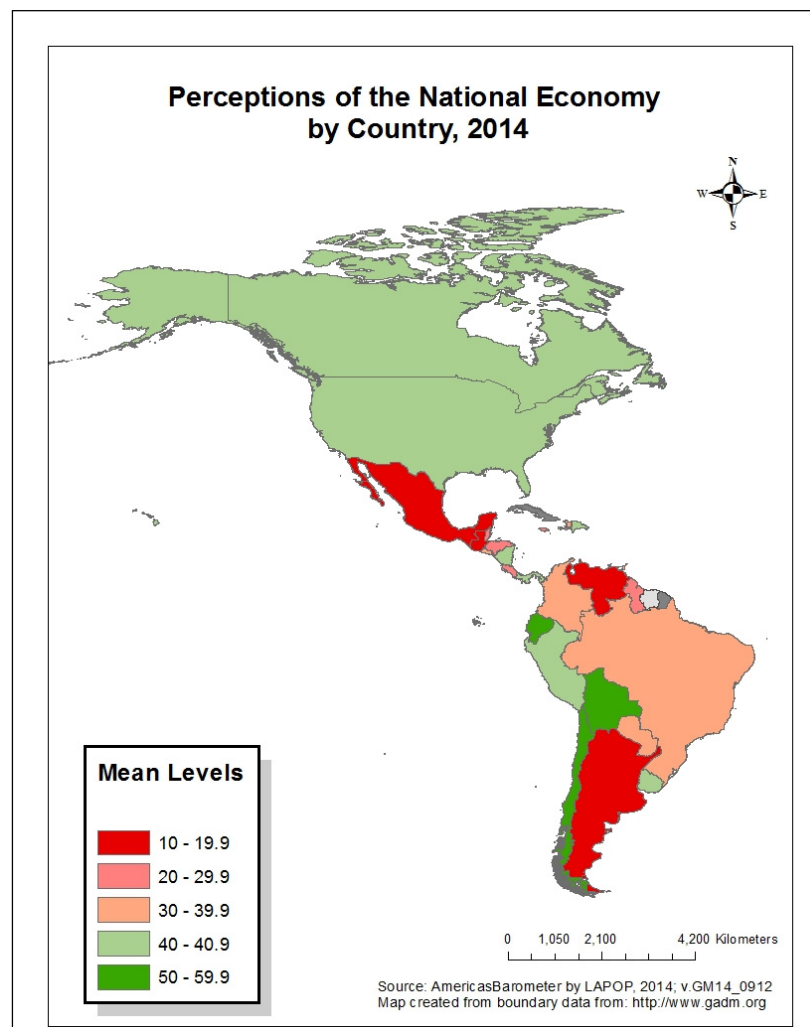 Perceptions of the National Economy
by Country, 2014
N
W E
S
Mean Levels
10 - 19.9
20 - 29.9
30 - 39.9
40 - 40.9
50 - 59.9
0 1,050 2,100 4,200 Kilometers
Source: AmericasBarometer by LAPOP, 2014; v.GM14_0912
Map created from boundary data from: http://www.gadm.org